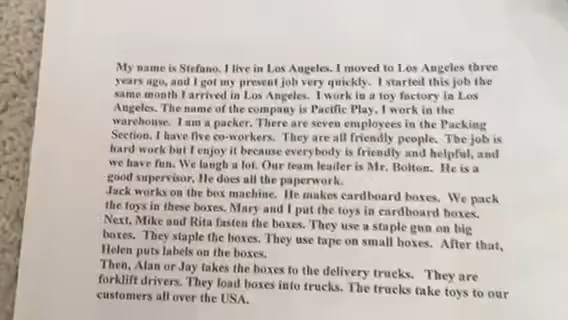 My name is Stefano. I live in Los Angeles. I moved to Los Angeles three
years ago, and I got my present job very quickly. I started this job the
same month I arrived in Los Angeles. I work in a toy factory in Los
Angeles. The name of the company is Pacific Play. I work in the
warehouse. I am a packer. There are seven employees in the Packing
Section. I have five co-workers. They are all friendly people. The job is
hard work but I enjoy it because everybody is friendly and helpful, and
we have fun. We laugh a lot. Our team leader is Mr. Bolton. He is a
good supervisor. He does all the paperwork.
Jack works on the box machine. He makes cardboard boxes. We pack
the toys in these boxes. Mary and I put the toys in cardboard boxes.
Next, Mike and Rita fasten the boxes. They use a staple gun on big
boxes. They staple the boxes. They use tape on small boxes. After that,
Helen puts labels on the boxes.
Then, Alan or Jay takes the boxes to the delivery trucks. They are
forklift drivers. They load boxes into trucks. The trucks take toys to our
customers all over the USA.